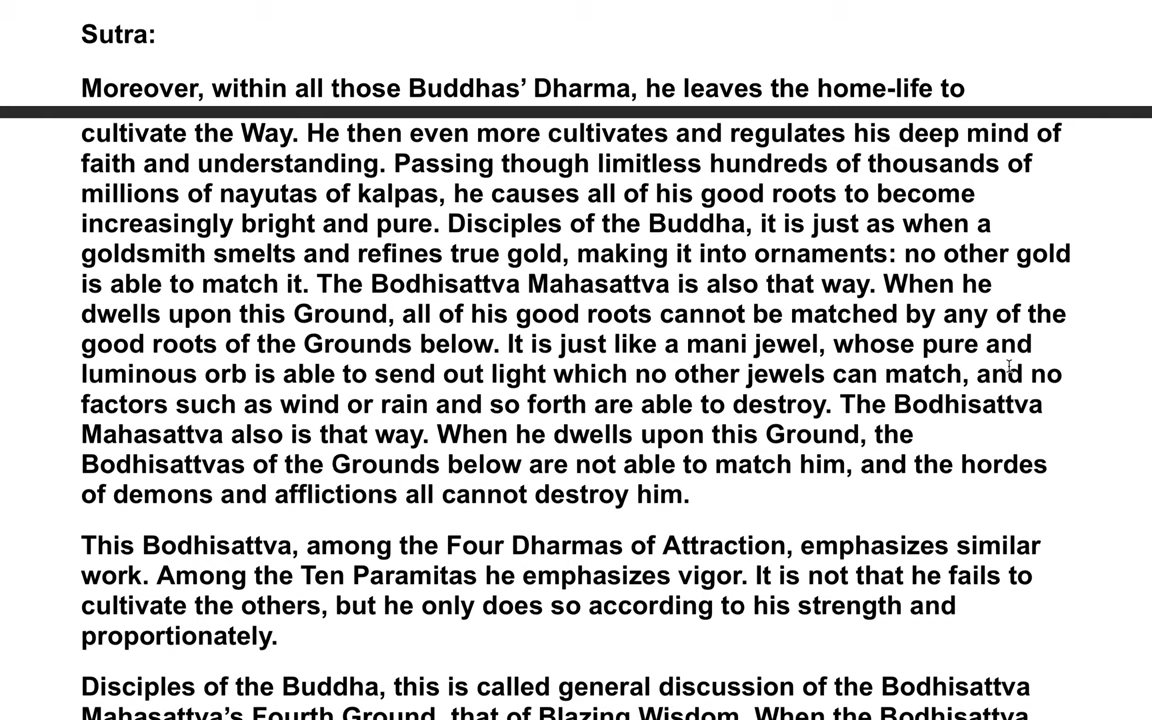 Sutra:
Moreover, within all those Buddhas’ Dharma, he leaves the home-life to
cultivate the Way. He then even more cultivates and regulates his deep mind of
faith and understanding. Passing though limitless hundreds of thousands of
millions of nayutas of kalpas, he causes all of his good roots to become
increasingly bright and pure. Disciples of the Buddha, it is just as when a
goldsmith smelts and refines true gold, making it into ornaments: no other gold
is able to match it. The Bodhisattva Mahasattva is also that way. When he
dwells upon this Ground, all of his good roots cannot be matched by any of the
good roots of the Grounds below. It is just like a mani jewel, whose pure and
luminous orb is able to send out light which no other jewels can match, and no
factors such as wind or rain and so forth are able to destroy. The Bodhisattva
Mahasattva also is that way. When he dwells upon this Ground, the
Bodhisattvas of the Grounds below are not able to match him, and the hordes
of demons and afflictions all cannot destroy him.
This Bodhisattva, among the Four Dharmas of Attraction, emphasizes similar
work. Among the Ten Paramitas he emphasizes vigor. It is not that he fails to
cultivate the others, but he only does so according to his strength and
proportionately.
Disciples of the Buddha, this is called general discussion of the Bodhisattva
Mahasattva’s Fourth Ground, that of Blazing Wisdom. When the Bodhisattva